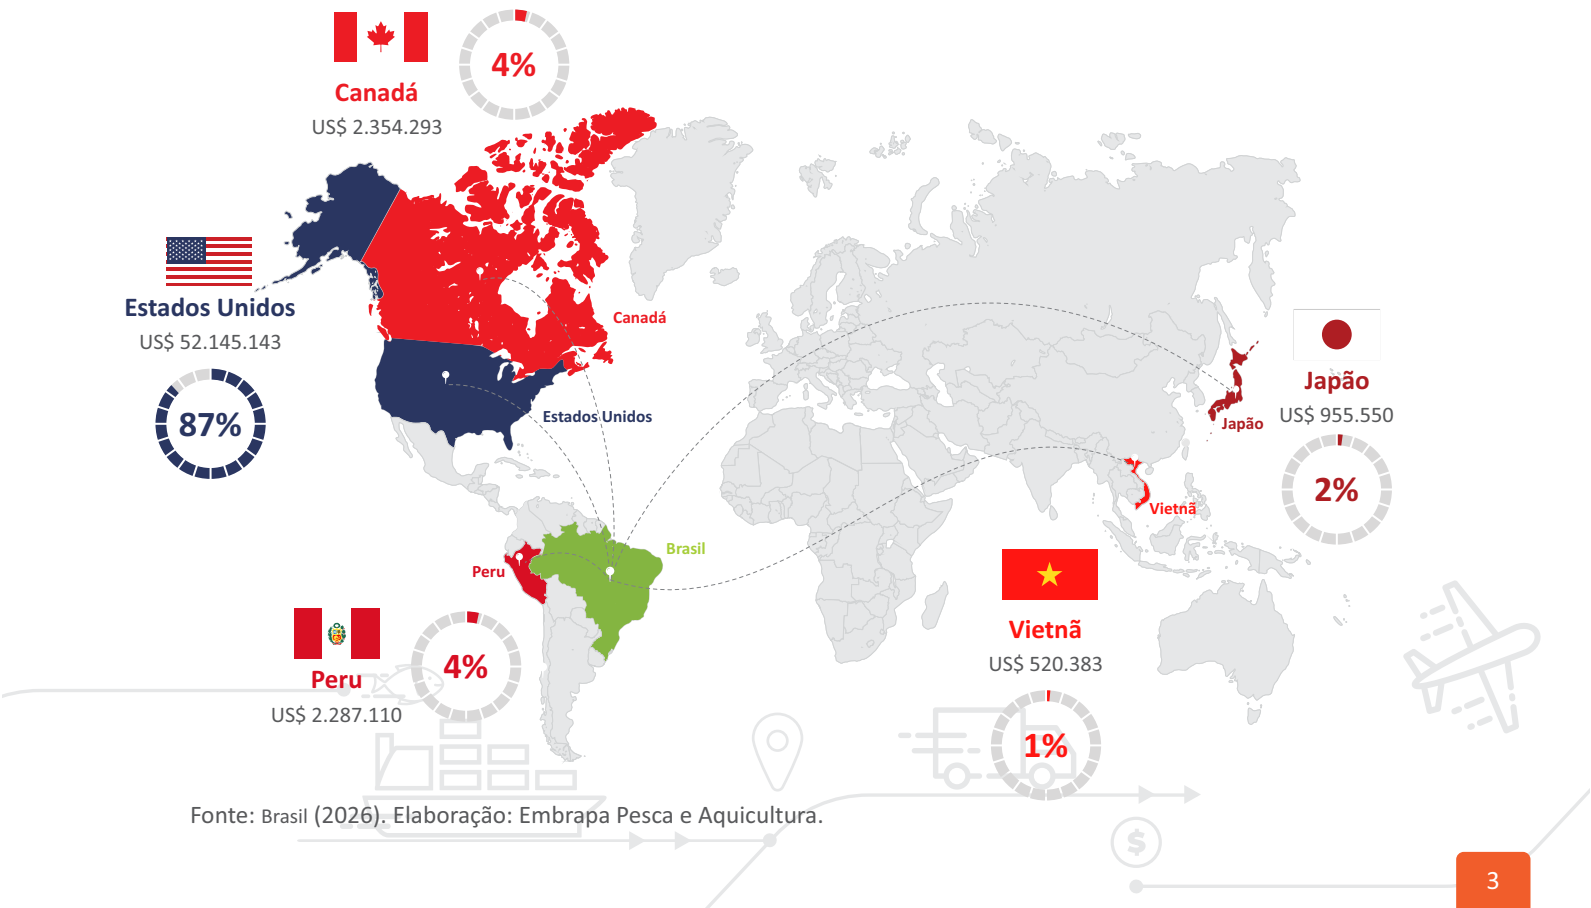 4%
Canadá
US$ 2.354.293
Estados Unidos
US$ 52.145.143
87%
Canadá
Estados Unidos
Japão
US$ 955.550
Japão
2%
Vietnã
Brasil
Peru
Vietnã
US$ 520.383
1%
Peru
US$ 2.287.110
4%
Fonte: Brasil (2026). Elaboração: Embrapa Pesca e Aquicultura.
$
3